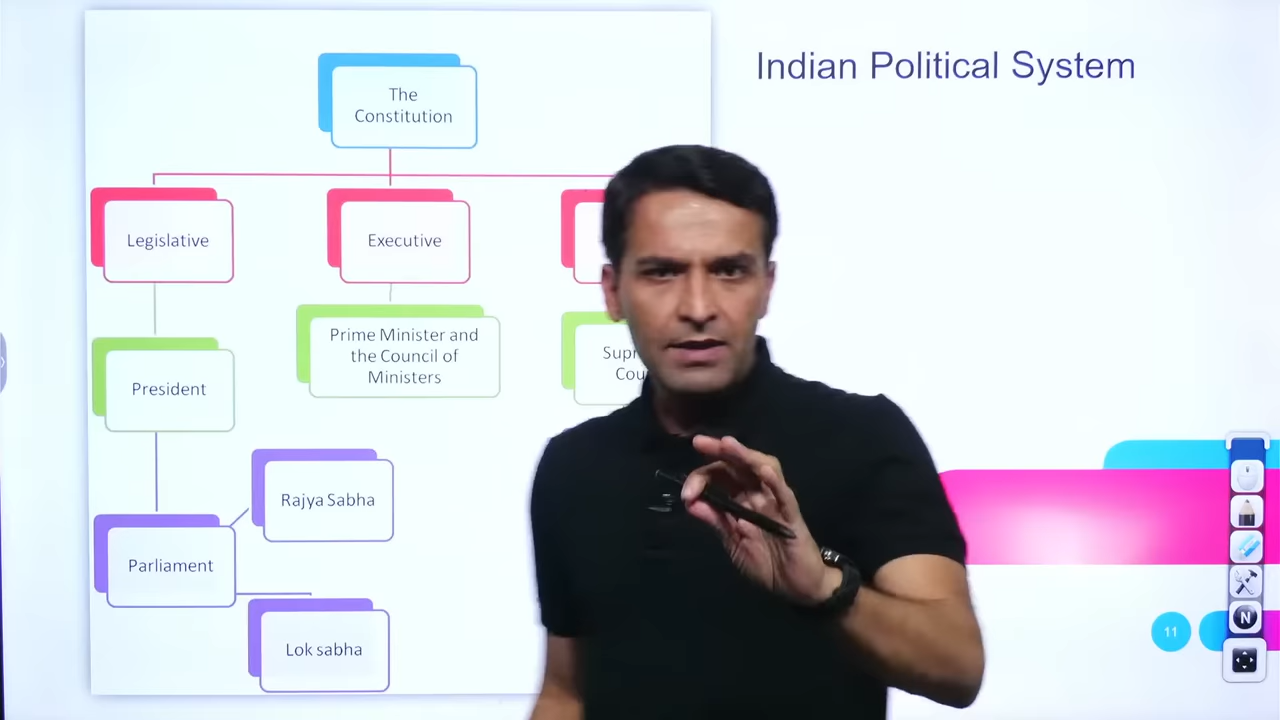 Indian Political System
The
Constitution
Legislative
Executive
Prime Minister and
the Council of
Ministers
President
Rajya Sabha
Parliament
Lok sabha
11
N